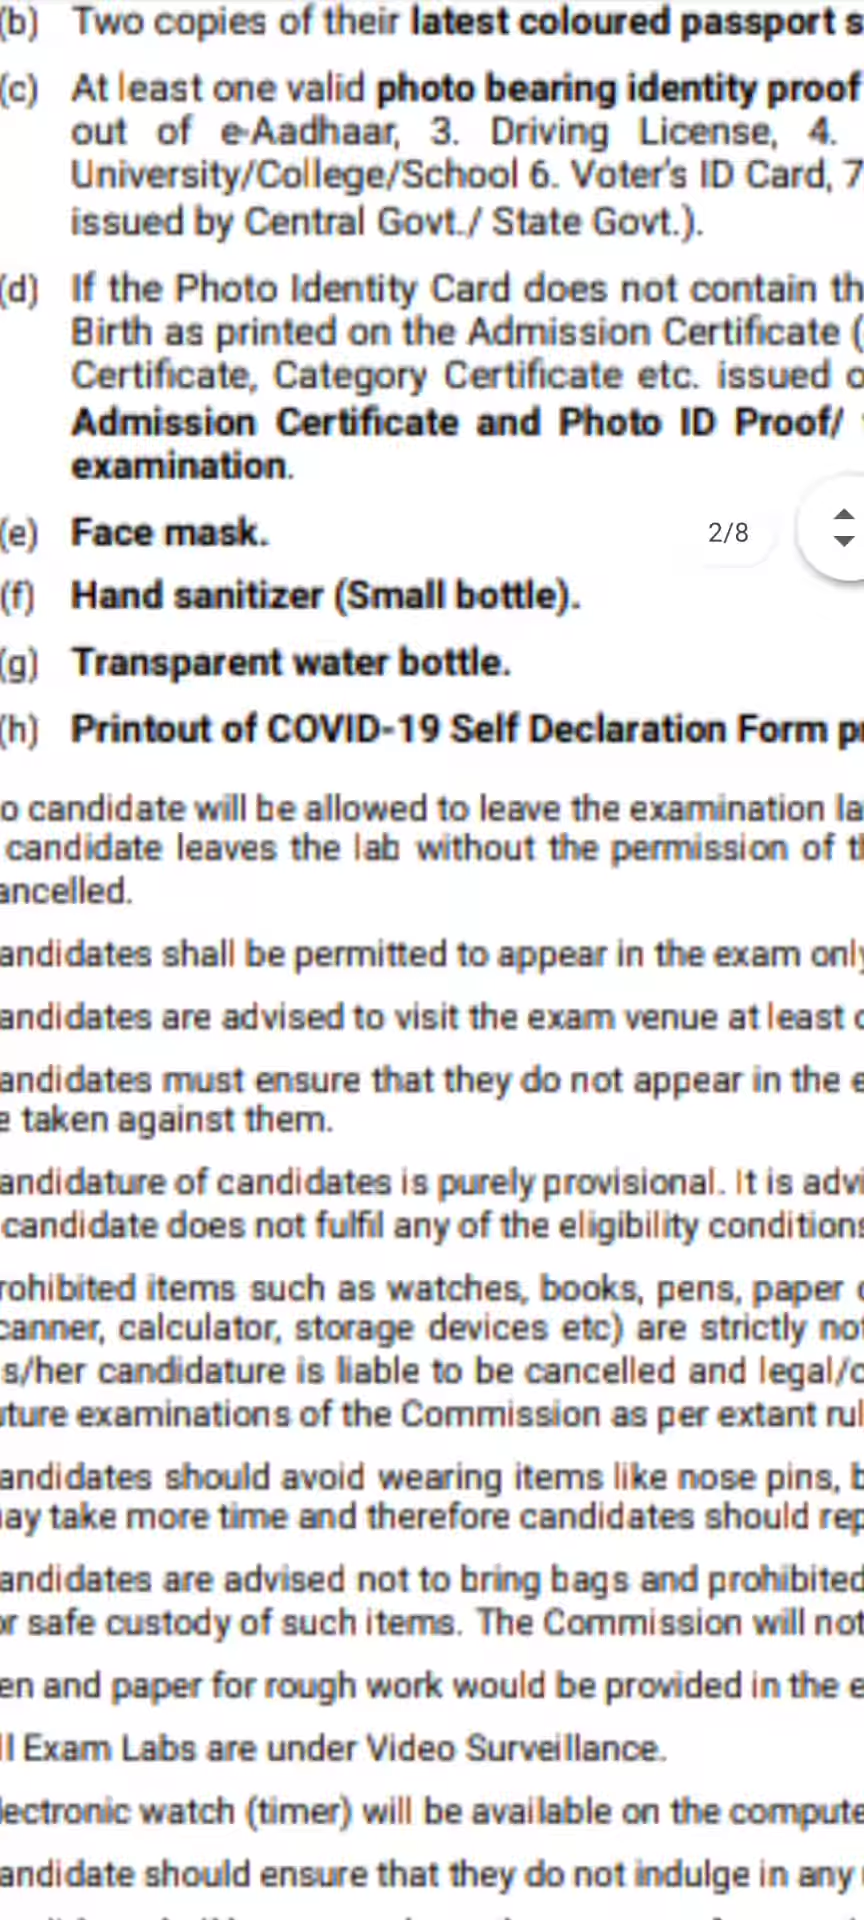 (b) Two copies of their latest coloured passport s
(c) At least one valid photo bearing identity proof
out of e-Aadhaar, 3. Driving License, 4.
University/College/School 6. Voter's ID Card, 7
issued by Central Govt./ State Govt.).
(d) If the Photo Identity Card does not contain th
Birth as printed on the Admission Certificate (
Certificate, Category Certificate etc. issued o
Admission Certificate and Photo ID Proof/
examination.
(e) Face mask.
2/8
(f) Hand sanitizer (Small bottle).
(g) Transparent water bottle.
(h) Printout of COVID-19 Self Declaration Form pr
o candidate will be allowed to leave the examination la
candidate leaves the lab without the permission of th
ancelled.
andidates shall be permitted to appear in the exam only
andidates are advised to visit the exam venue at least o
andidates must ensure that they do not appear in the e
e taken against them.
andidature of candidates is purely provisional. It is advi
candidate does not fulfil any of the eligibility conditions
rohibited items such as watches, books, pens, paper c
canner, calculator, storage devices etc) are strictly not
s/her candidature is liable to be cancelled and legal/c
uture examinations of the Commission as per extant rul
andidates should avoid wearing items like nose pins, b
may take more time and therefore candidates should rep
andidates are advised not to bring bags and prohibited
or safe custody of such items. The Commission will not
en and paper for rough work would be provided in the e
ll Exam Labs are under Video Surveillance.
lectronic watch (timer) will be available on the compute
andidate should ensure that they do not indulge in any